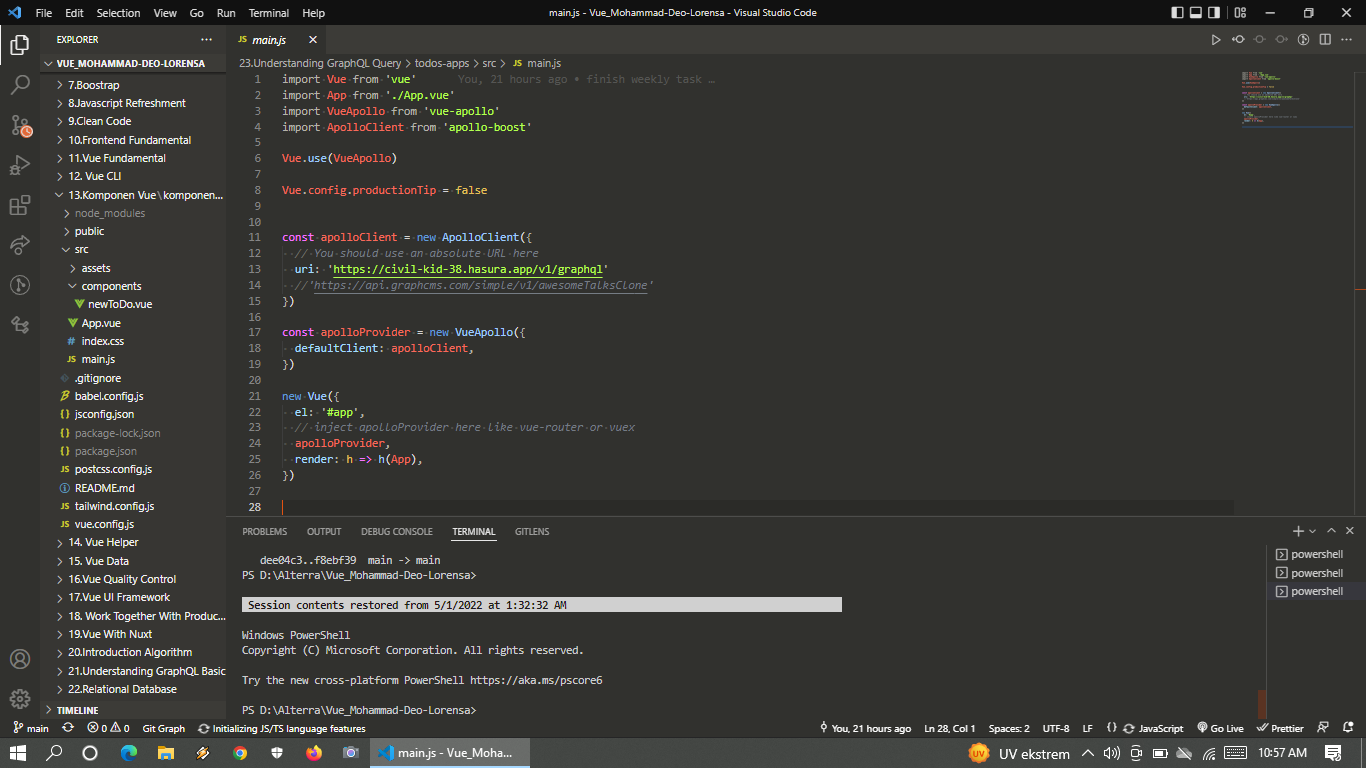 File Edit Selection View Go Run Terminal Help
main.js - Vue_Mohammad-Deo-Lorensa - Visual Studio Code
EXPLORER
VUE_MOHAMMAD-DEO-LORENSA
7.Boostrap
8.Javascript Refreshment
9.Clean Code
10.Frontend Fundamental
11.Vue Fundamental
12. Vue CLI
13.Komponen Vue\komponen...
node_modules
public
src
assets
components
newToDo.vue
App.vue
# index.css
JS main.js
.gitignore
babel.config.js
{} jsconfig.json
{} package-lock.json
{} package.json
JS postcss.config.js
README.md
JS tailwind.config.js
JS vue.config.js
14. Vue Helper
15. Vue Data
16.Vue Quality Control
17.Vue UI Framework
18. Work Together With Produc...
19.Vue With Nuxt
20.Introduction Algorithm
21.Understanding GraphQL Basic
22.Relational Database
TIMELINE
JS main.js
23.Understanding GraphQL Query > todos-apps > src > JS main.js
1 import Vue from 'vue' You, 21 hours ago • finish weekly task …
2 import App from './App.vue'
3 import VueApollo from 'vue-apollo'
4 import ApolloClient from 'apollo-boost'
5
6 Vue.use(VueApollo)
7
8 Vue.config.productionTip = false
9
10
11 const apolloClient = new ApolloClient({
12 // You should use an absolute URL here
13 uri: 'https://civil-kid-38.hasura.app/v1/graphql'
14 //'https://api.graphcms.com/simple/v1/awesomeTalksClone'
15 })
16
17 const apolloProvider = new VueApollo({
18 defaultClient: apolloClient,
19 })
20
21 new Vue({
22 el: '#app',
23 // inject apolloProvider here like vue-router or vuex
24 apolloProvider,
25 render: h => h(App),
26 })
27
28
PROBLEMS OUTPUT DEBUG CONSOLE TERMINAL GITLENS
dee04c3..f8ebf39 main -> main
PS D:\Alterra\Vue_Mohammad-Deo-Lorensa>
Session contents restored from 5/1/2022 at 1:32:32 AM
Windows PowerShell
Copyright (C) Microsoft Corporation. All rights reserved.
Try the new cross-platform PowerShell https://aka.ms/pscore6
PS D:\Alterra\Vue_Mohammad-Deo-Lorensa>
powershell
powershell
powershell
main 0 0 Git Graph Initializing JS/TS language features
You, 21 hours ago Ln 28, Col 1 Spaces: 2 UTF-8 LF {} JavaScript Go Live Prettier
main.js - Vue_Moha...
UV UV ekstrem 10:57 AM